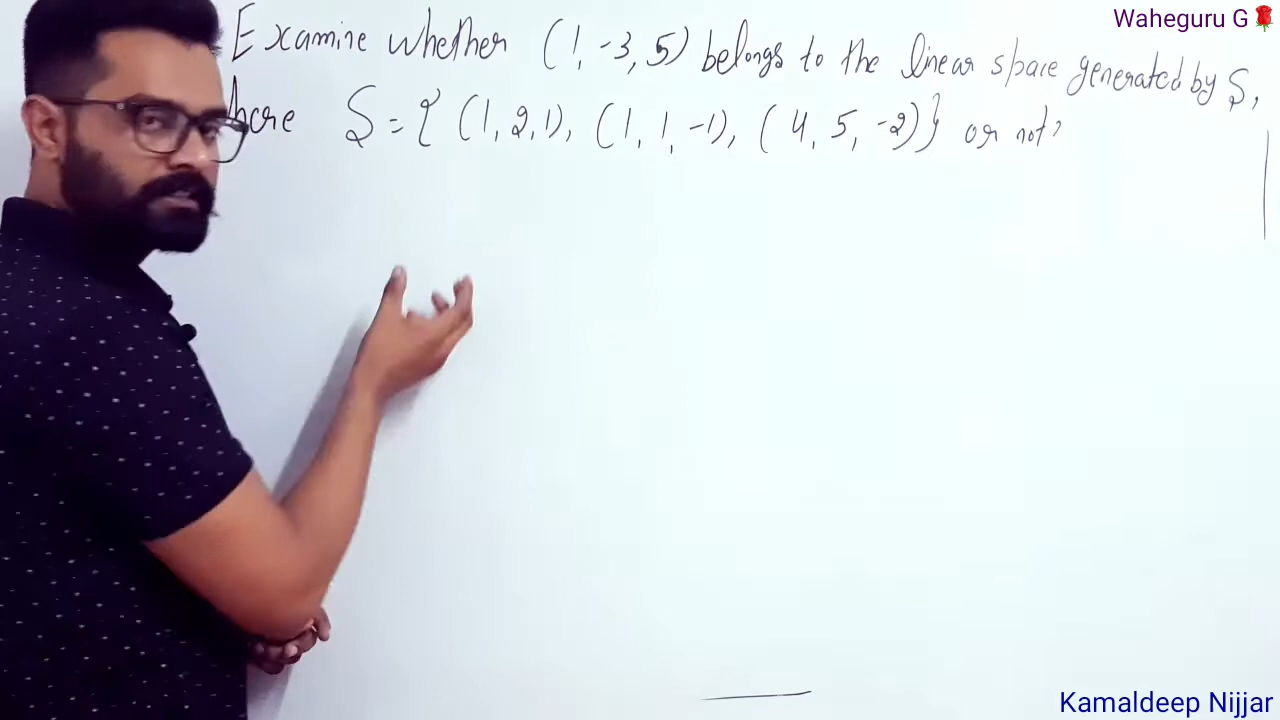 Waheguru G🌹
Examine whether (1, -3, 5) belongs to the linear space generated by S,
here S = { (1, 2, 1), (1, 1, -1), (4, 5, -2)} or not?
Kamaldeep Nijjar